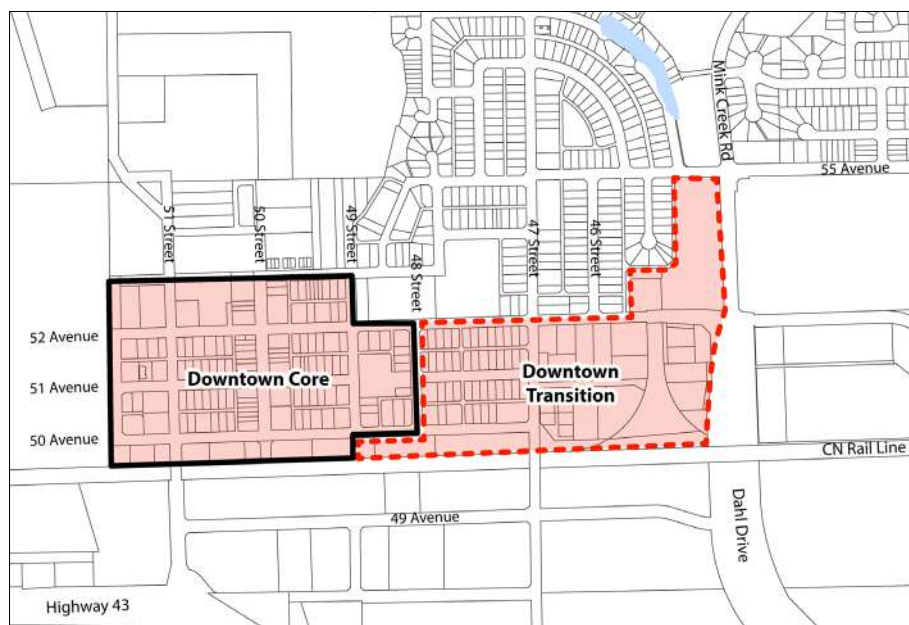 Mink Creek Rd
55 Avenue
51 Street
50 Street
49 Street
48 Street
47 Street
46 Street
52 Avenue
51 Avenue
50 Avenue
Downtown Core
Downtown
Transition
CN Rail Line
49 Avenue
Dahl Drive
Highway 43